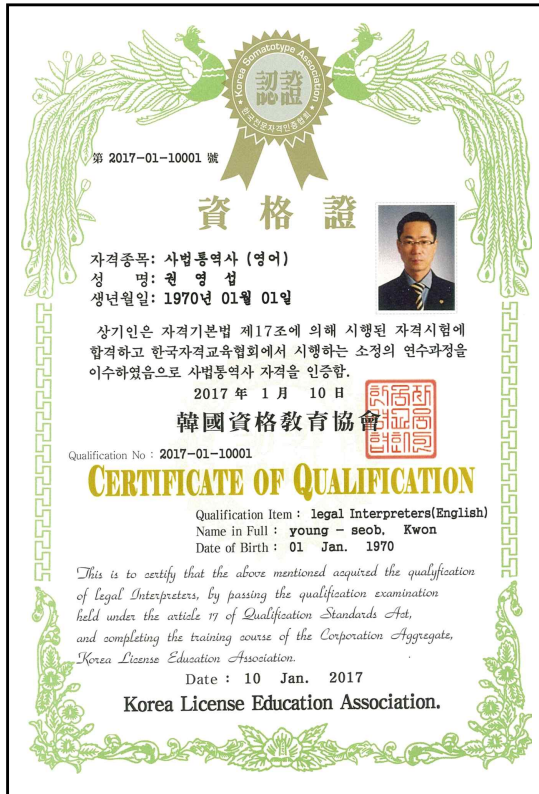 Korea Somatotype Association
認證
한국전문자격인증협회
第 2017-01-10001 號
資格證
자격종목: 사법통역사 (영어)
성 명: 권 영 섭
생년월일: 1970년 01월 01일
상기인은 자격기본법 제17조에 의해 시행된 자격시험에
합격하고 한국자격교육협회에서 시행하는 소정의 연수과정을
이수하였음으로 사법통역사 자격을 인증함.
2017 年 1 月 10 日
韓國資格敎育協會
Qualification No : 2017-01-10001
CERTIFICATE OF QUALIFICATION
Qualification Item : legal Interpreters(English)
Name in Full : young - seob, Kwon
Date of Birth : 01 Jan. 1970
This is to certify that the above mentioned acquired the qualyfication
of legal Interpreters, by passing the qualification examination
held under the article 17 of Qualification Standards Act,
and completing the training course of the Corporation Aggregate,
Korea License Education Association.
Date : 10 Jan. 2017
Korea License Education Association.